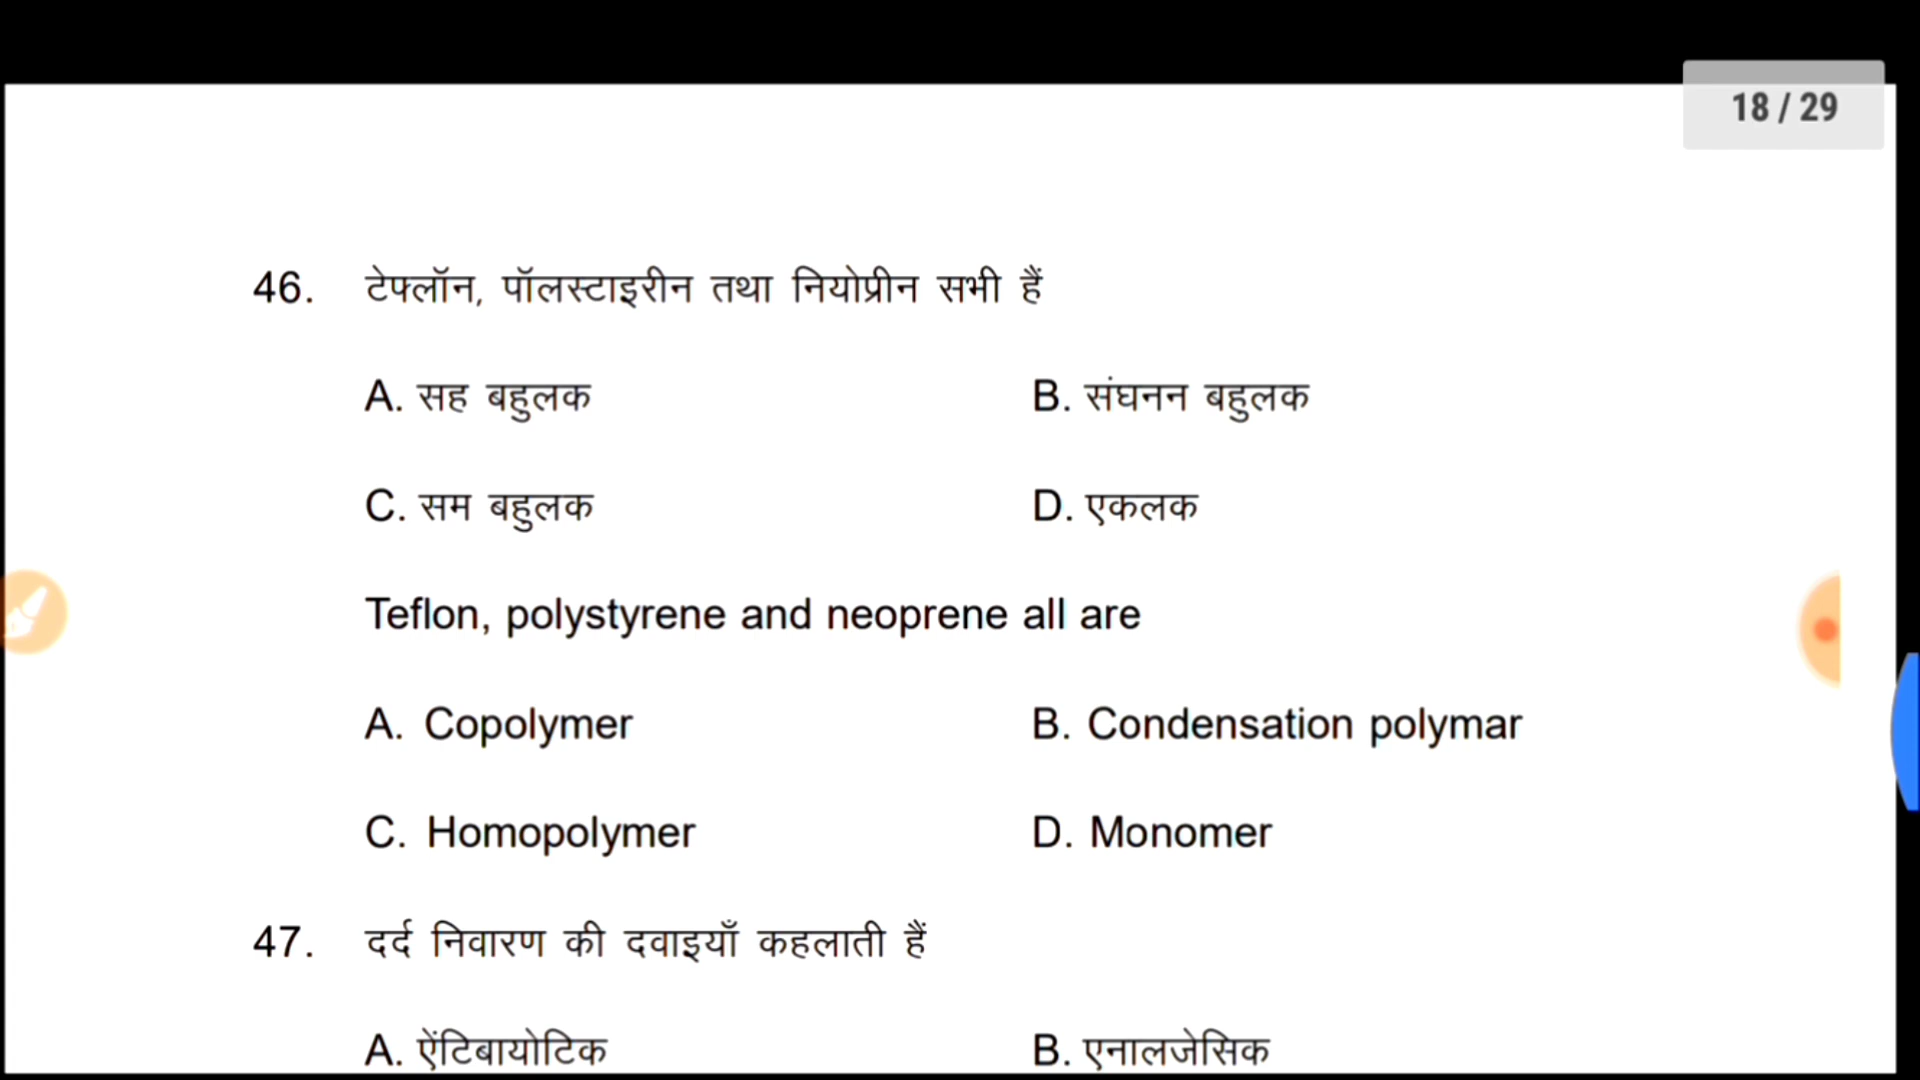 18 / 29
46. टेफ्लॉन, पॉलस्टाइरीन तथा नियोप्रीन सभी हैं
A. सह बहुलक B. संघनन बहुलक
C. सम बहुलक D. एकलक
Teflon, polystyrene and neoprene all are
A. Copolymer B. Condensation polymar
C. Homopolymer D. Monomer
47. दर्द निवारण की दवाइयाँ कहलाती हैं
A. ऐंटिबायोटिक B. एनालजेसिक